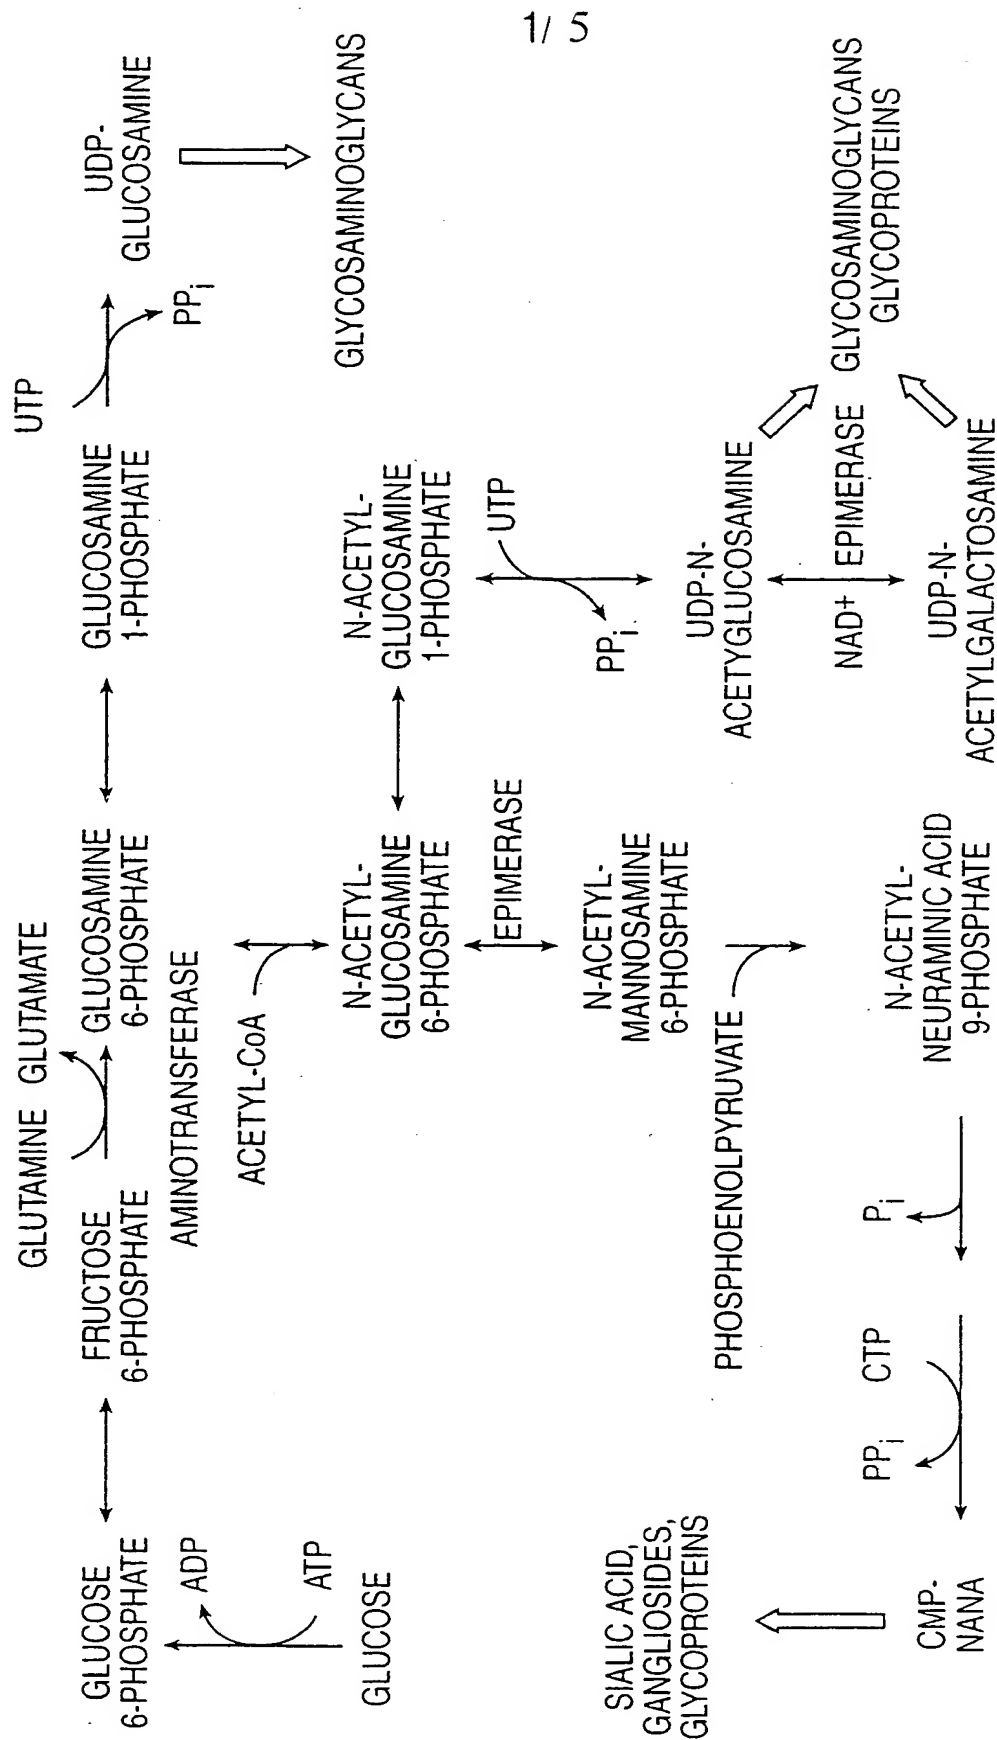 1/ 5
GLUTAMINE GLUTAMATE
UTP
GLUCOSE
6-PHOSPHATE
FRUCTOSE
6-PHOSPHATE
GLUCOSAMINE
6-PHOSPHATE
GLUCOSAMINE
1-PHOSPHATE
UDP-
GLUCOSAMINE
PPi
AMINOTRANSFERASE
ADP
ATP
GLUCOSE
ACETYL-CoA
GLYCOSAMINOGLYCANS
N-ACETYL-
GLUCOSAMINE
6-PHOSPHATE
N-ACETYL-
GLUCOSAMINE
1-PHOSPHATE
EPIMERASE
UTP
PPi
N-ACETYL-
MANNOSAMINE
6-PHOSPHATE
UDP-N-
ACETYGLUCOSAMINE
SIALIC ACID,
GANGLIOSIDES,
GLYCOPROTEINS
PHOSPHOENOLPYRUVATE
NAD+ EPIMERASE
GLYCOSAMINOGLYCANS
GLYCOPROTEINS
PPi
CTP
Pi
CMP-
NANA
N-ACETYL-
NEURAMINIC ACID
9-PHOSPHATE
UDP-N-
ACETYLGALACTOSAMINE